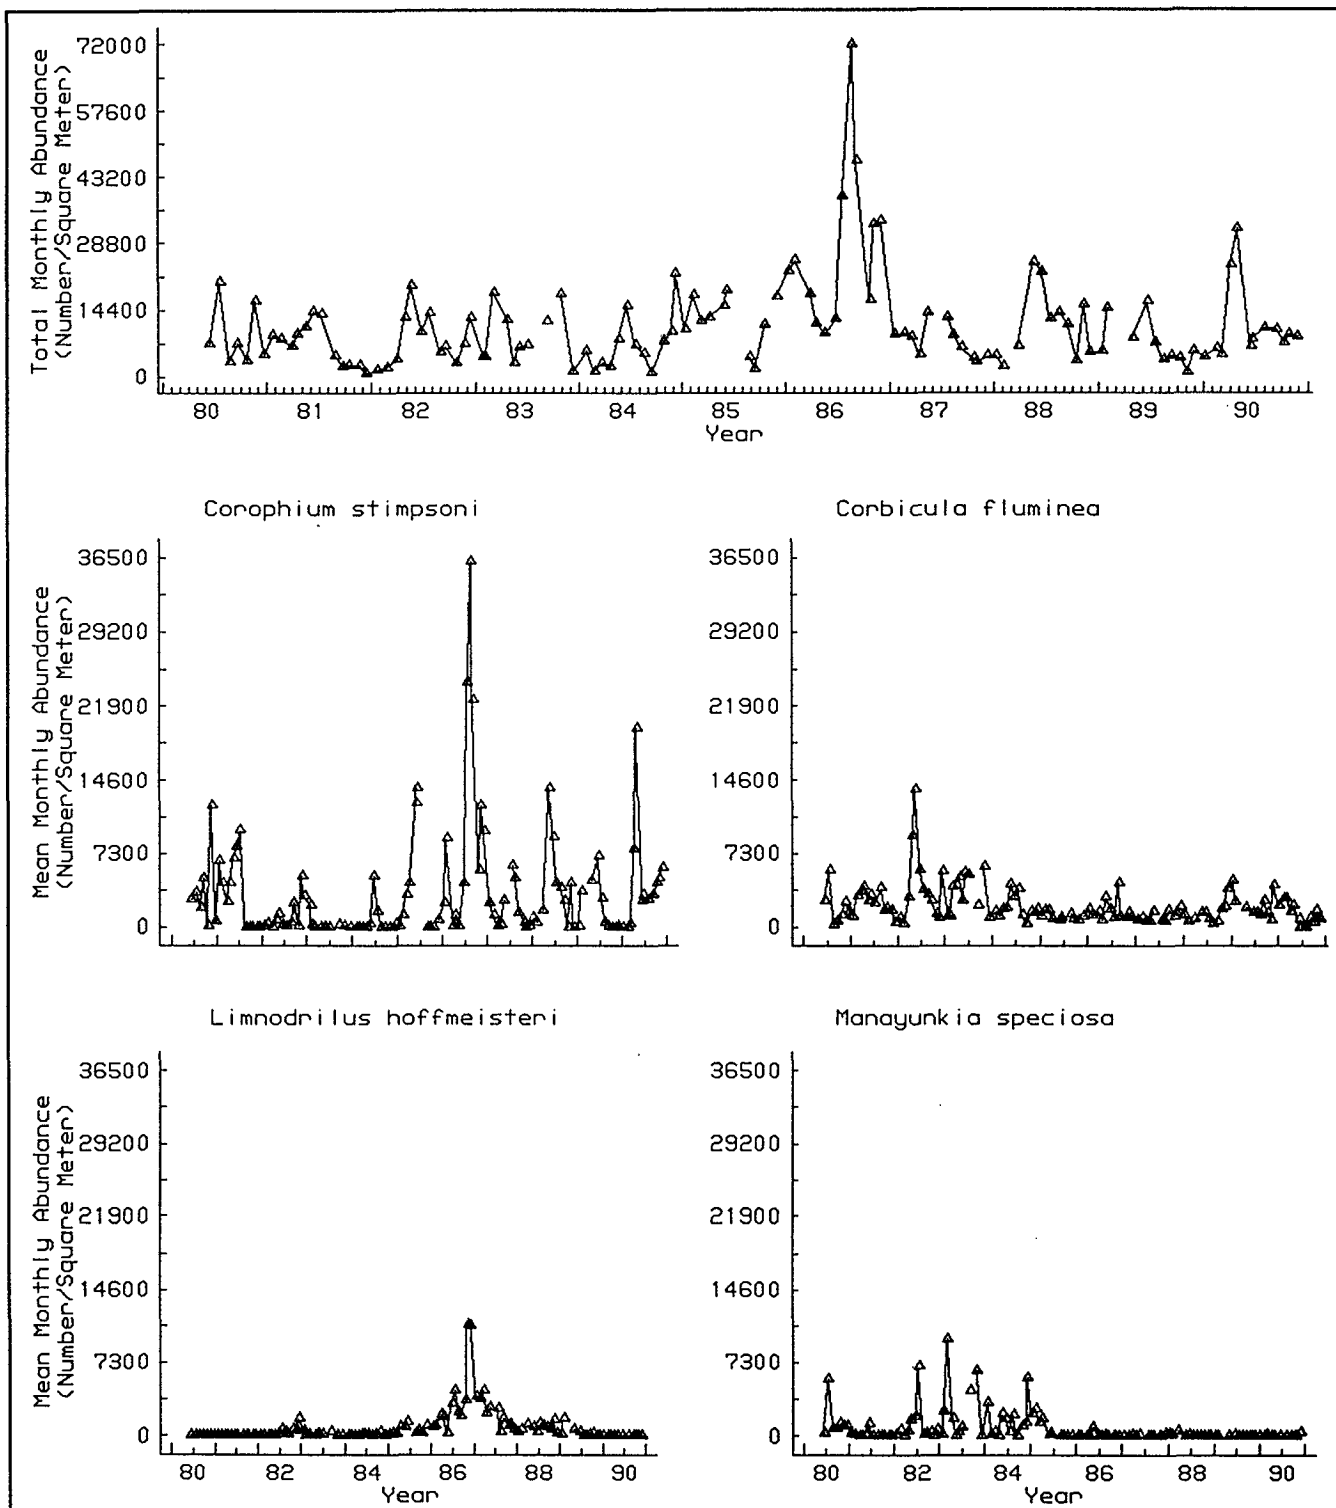 Total Monthly Abundance
(Number/Square Meter)
72000
57600
43200
28800
14400
0
80 81 82 83 84 85 86 87 88 89 90
Year
Corophium stimpsoni
Mean Monthly Abundance
(Number/Square Meter)
36500
29200
21900
14600
7300
0
Corbicula fluminea
36500
29200
21900
14600
7300
0
Limnodrilus hoffmeisteri
Mean Monthly Abundance
(Number/Square Meter)
36500
29200
21900
14600
7300
0
80 82 84 86 88 90
Year
Manayunkia speciosa
36500
29200
21900
14600
7300
0
80 82 84 86 88 90
Year